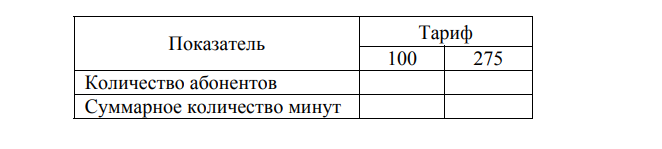 Показатель
Тариф
100 275
Количество абонентов
Суммарное количество минут